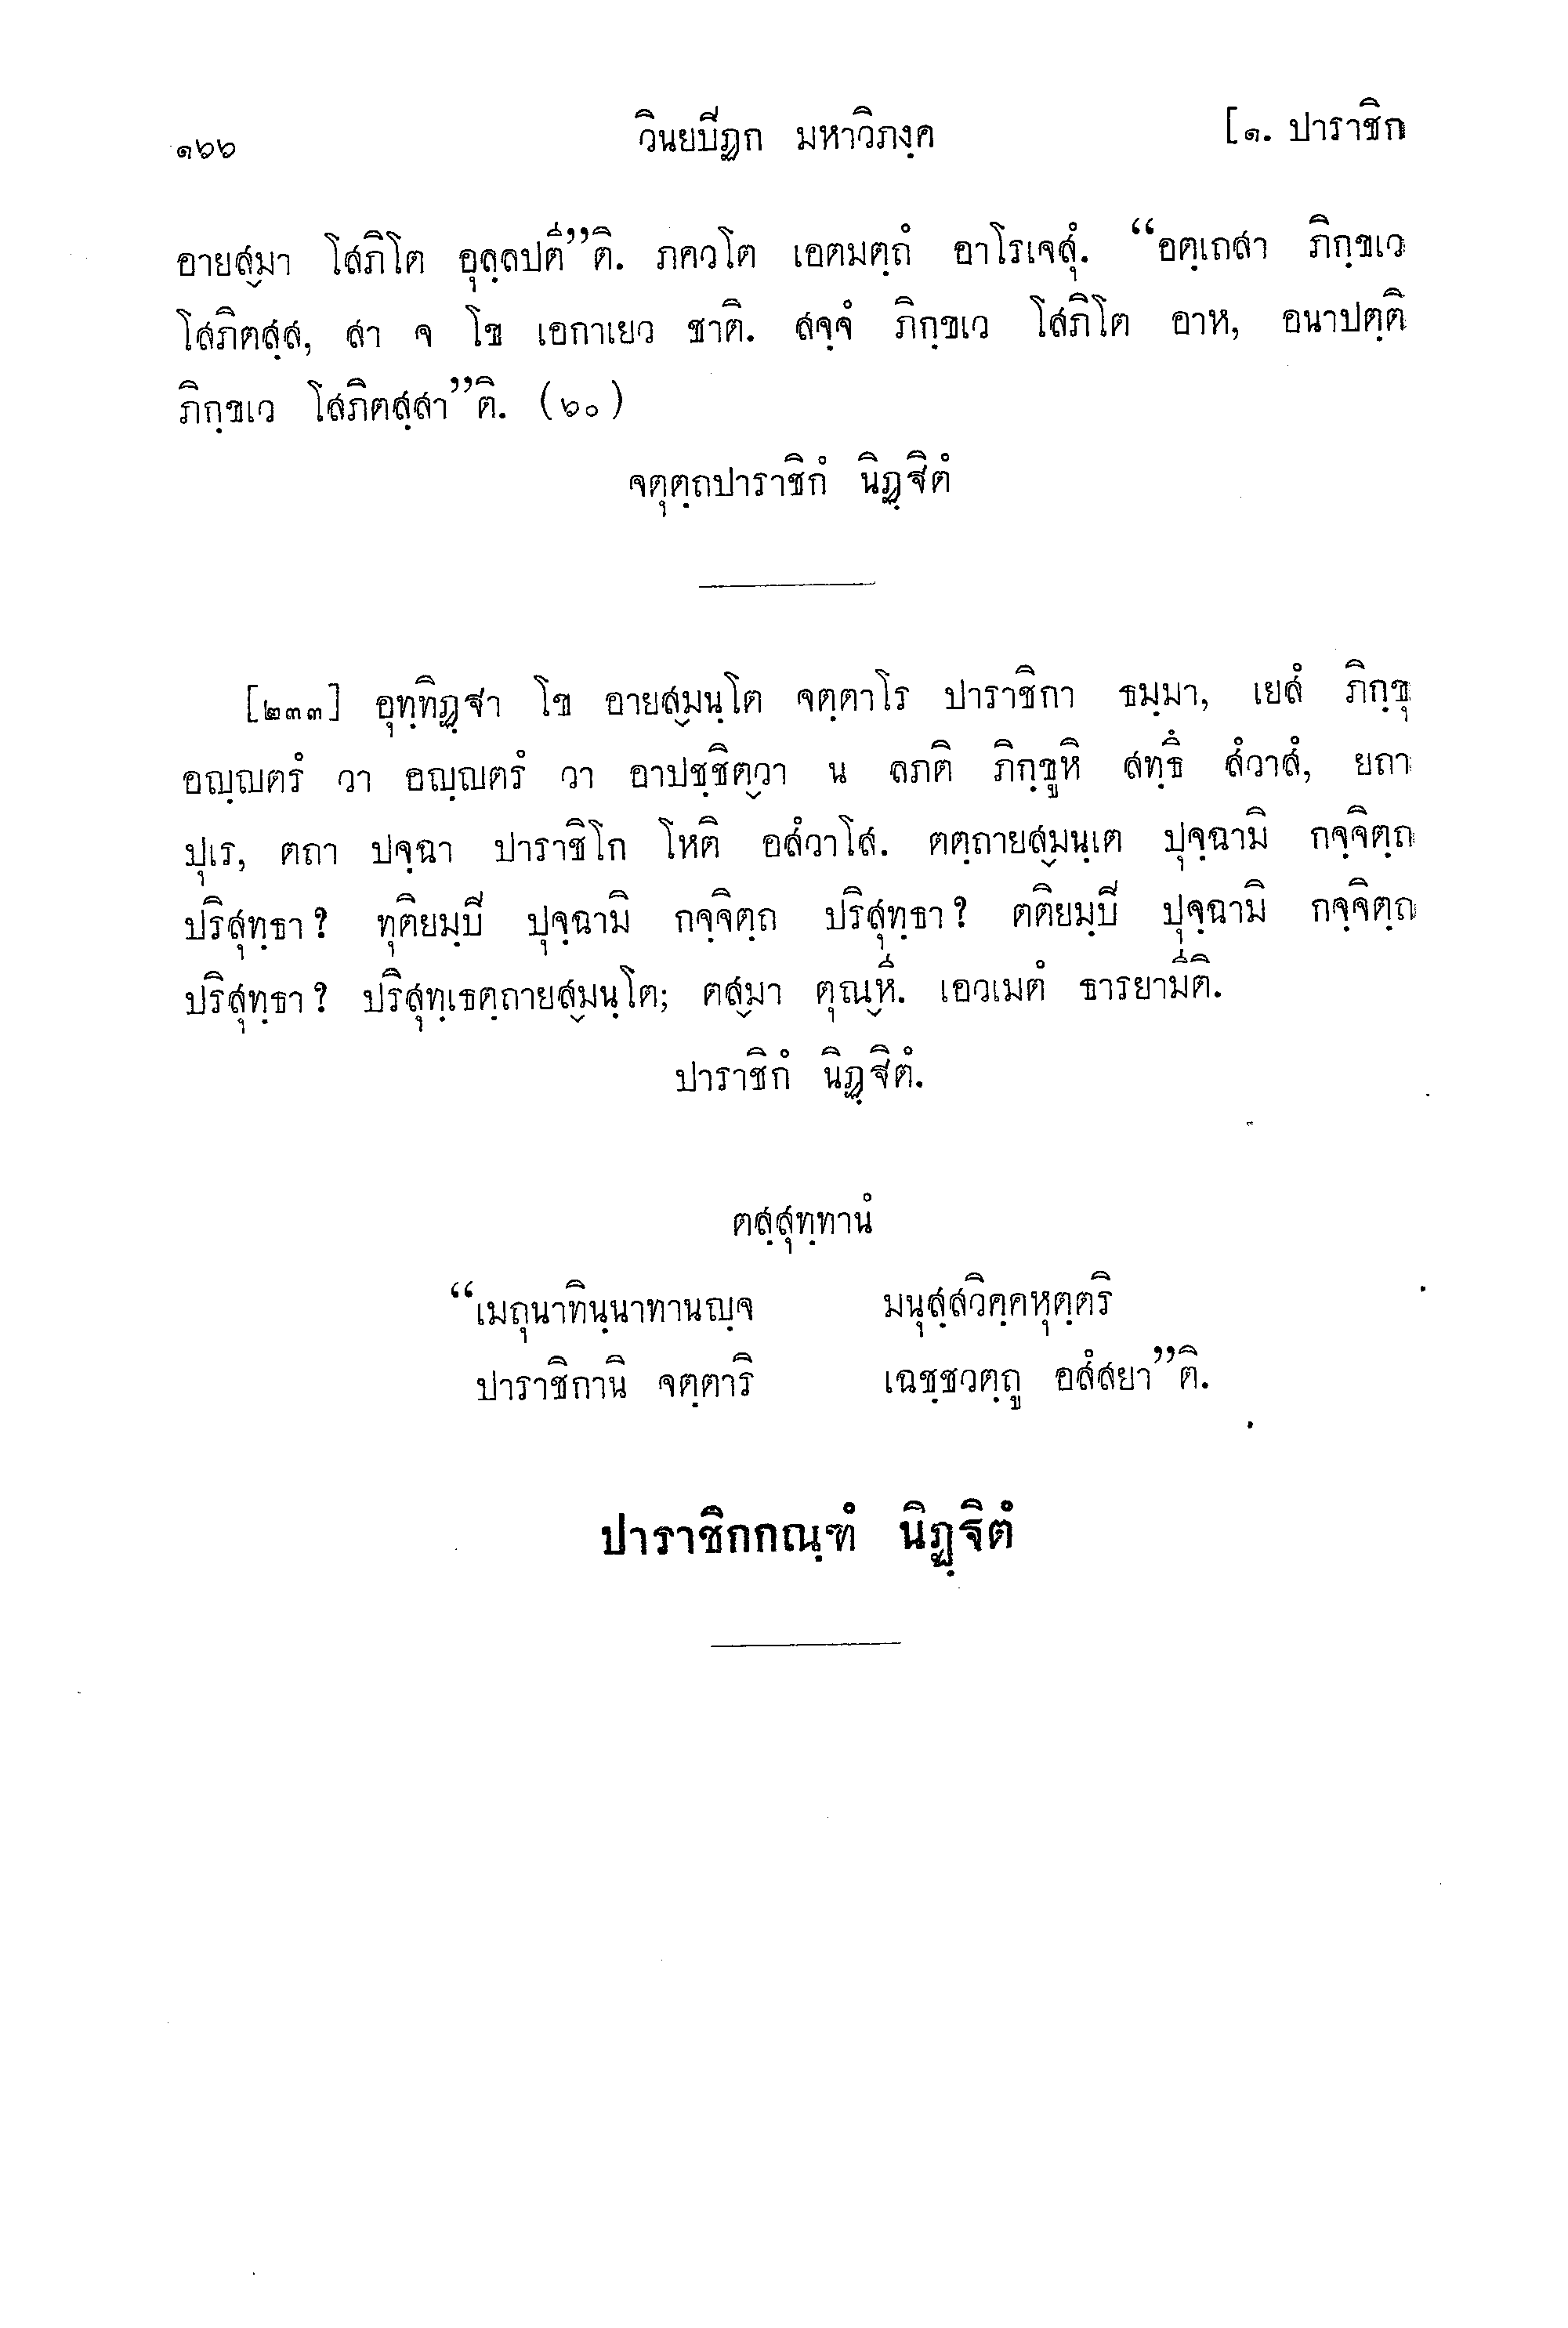 ๑๖๖ วินยปีฏก มหาวิภงฺค [๑. ปาราชิก
อายสฺมา โสภิโต อุลฺลปตี”ติ. ภควโต เอตมตฺถํ อาโรเจสุํ. “อตฺเถสา ภิกฺขเว
โสภิตสฺส, สา จ โข เอกาเยว ชาติ. สจฺจํ ภิกฺขเว โสภิโต อาห, อนาปตฺติ
ภิกฺขเว โสภิตสฺสา”ติ. (๖๐)
จตุตฺถปาราชิกํ นิฏฺฐิตํ
[๒๓๓] อุทฺทิฏฺฐา โข อายสฺมนฺโต จตฺตาโร ปาราชิกา ธมฺมา, เยสํ ภิกฺขุ
อญฺญตรํ วา อญฺญตรํ วา อาปชฺชิตฺวา น ลภติ ภิกฺขูหิ สทฺธึ สํวาสํ, ยถา
ปุเร, ตถา ปจฺฉา ปาราชิโก โหติ อสํวาโส. ตตฺถายสฺมนฺเต ปุจฺฉามิ กจฺจิตฺถ
ปริสุทฺธา? ทุติยมฺปี ปุจฺฉามิ กจฺจิตฺถ ปริสุทฺธา? ตติยมฺปี ปุจฺฉามิ กจฺจิตฺถ
ปริสุทฺธา? ปริสุทฺเธตฺถายสฺมนฺโต; ตสฺมา ตุณฺหี. เอวเมตํ ธารยามีติ.
ปาราชิกํ นิฏฺฐิตํ.
ตสฺสุทฺทานํ
“เมถุนาทินฺนาทานญฺจ มนุสฺสวิคฺคหุตฺตริ
ปาราชิกานิ จตฺตาริ เฉชฺชวตฺถู อสํสยา”ติ.
ปาราชิกกณฺฑํ นิฏฺฐิตํ